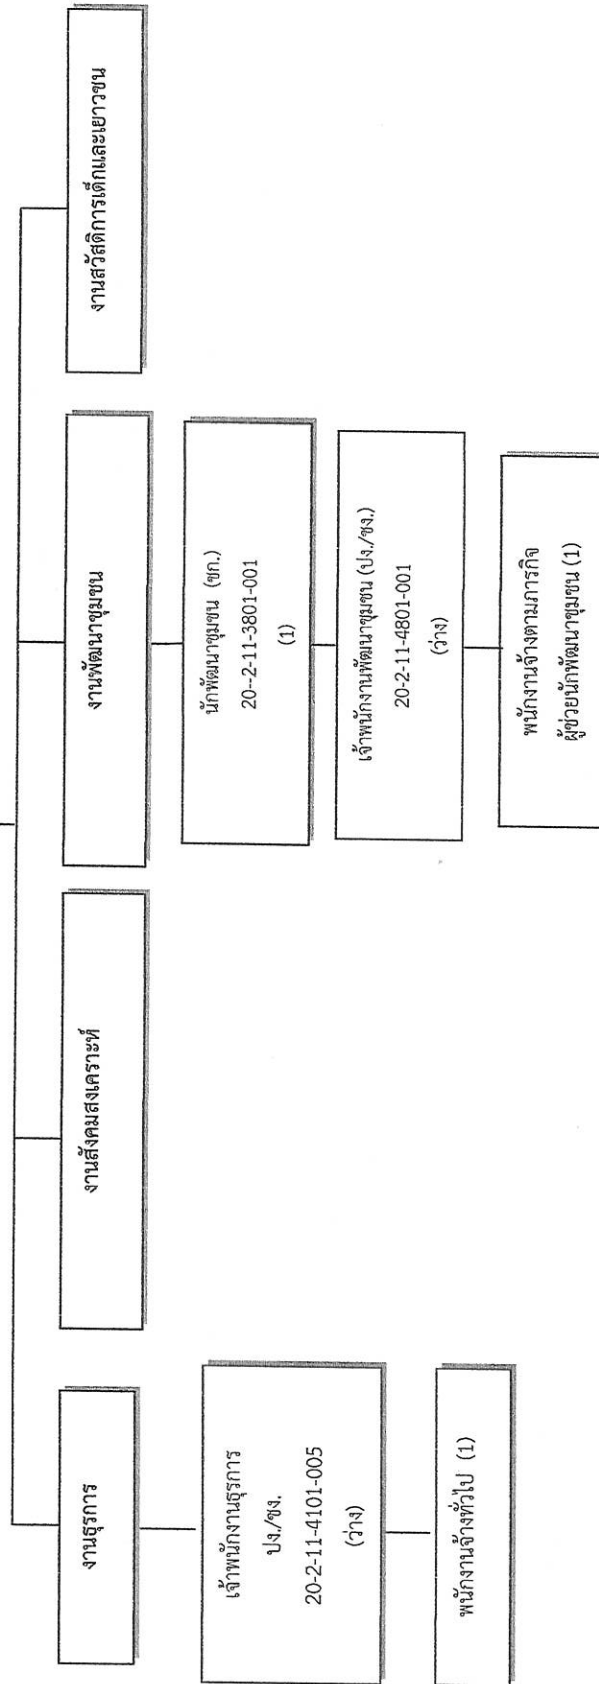 งานธุรการ
งานสังคมสงเคราะห์
งานพัฒนาชุมชน
งานสวัสดิการเด็กและเยาวชน
เจ้าพนักงานธุรการ
ปง./ชง.
20-2-11-4101-005
(ว่าง)
พนักงานจ้างทั่วไป (1)
นักพัฒนาชุมชน (ชก.)
20--2-11-3801-001
(1)
เจ้าพนักงานพัฒนาชุมชน (ปง./ชง.)
20-2-11-4801-001
(ว่าง)
พนักงานจ้างตามภารกิจ
ผู้ช่วยนักพัฒนาชุมชน (1)